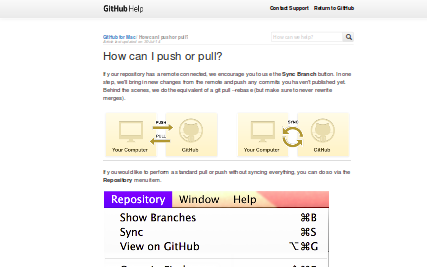 GitHub Help
Contact Support Return to GitHub
GitHub for Mac / How can I push or pull?
How can we help?
How can I push or pull?
If your repository has a remote connected, we encourage you to use the Sync Branch button. In one
step, we'll bring in new changes from the remote and push any commits you haven't published yet.
Behind the scenes, we do the equivalent of a git pull --rebase (but make sure to never rewrite
merges).
PUSH
PULL
SYNC
Your Computer GitHub
Your Computer GitHub
If you would like to perform a standard pull or push without syncing everything, you can do so via the
Repository menu item.
Repository Window Help
Show Branches ⌘B
Sync ⌘S
View on GitHub ⌥⌘G